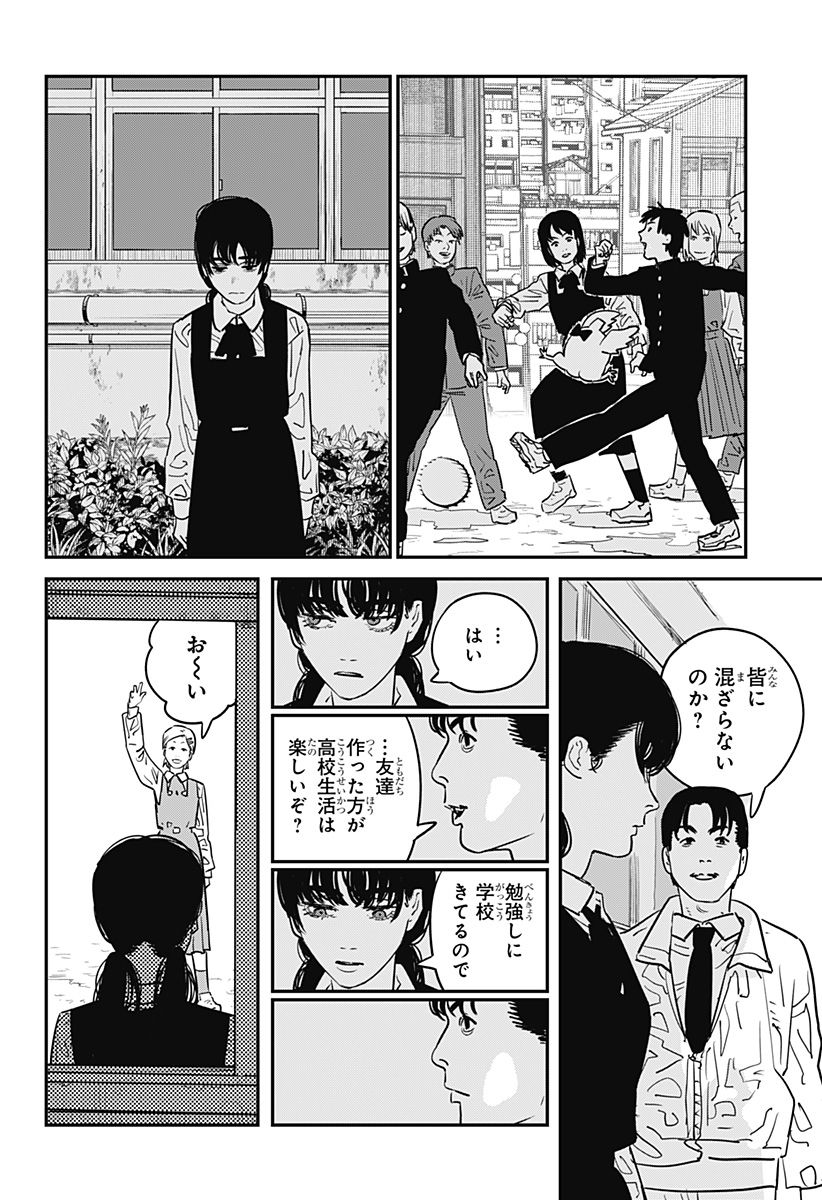 皆に
混ざらない
のか？
…
はい
…友達
作った方が
高校生活は
楽しいぞ？
勉強しに
学校
きてるので
お〜い